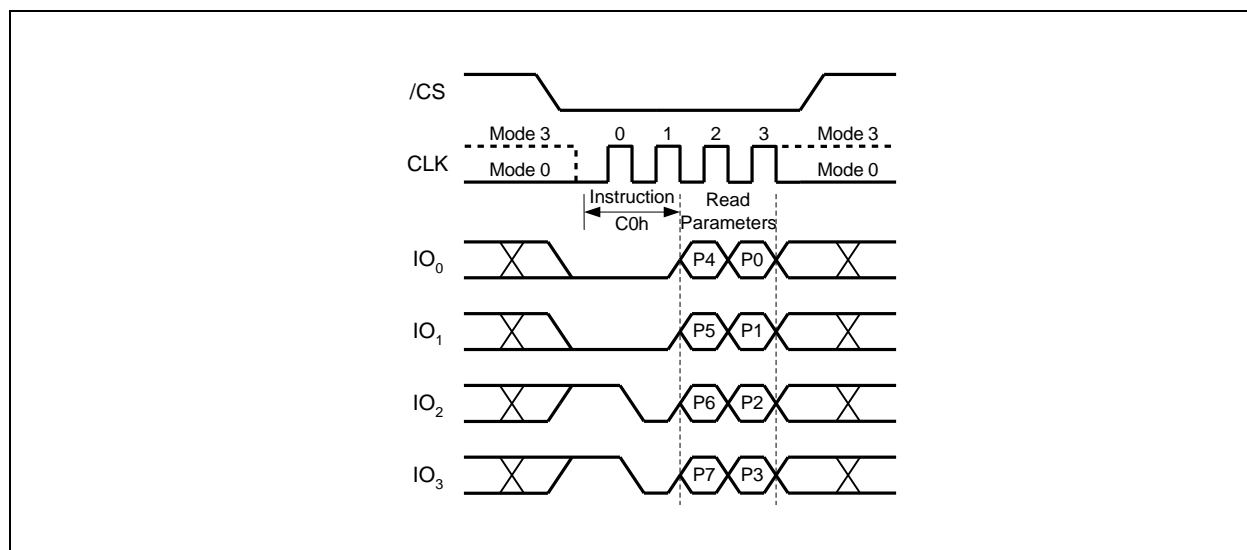 /CS
Mode 3 0 1 2 3 Mode 3
CLK
Mode 0 Mode 0
Instruction Read
C0h Parameters
IO0 P4 P0
IO1 P5 P1
IO2 P6 P2
IO3 P7 P3